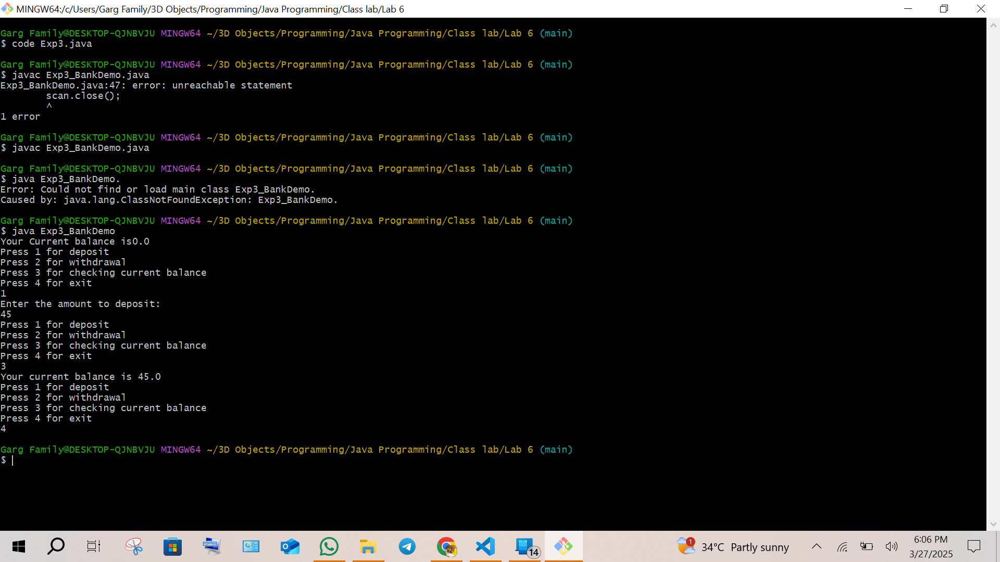 MINGW64:/c/Users/Garg Family/3D Objects/Programming/Java Programming/Class lab/Lab 6
Garg Family@DESKTOP-QJNBVJU MINGW64 ~/3D Objects/Programming/Java Programming/Class lab/Lab 6 (main)
$ code Exp3.java
Garg Family@DESKTOP-QJNBVJU MINGW64 ~/3D Objects/Programming/Java Programming/Class lab/Lab 6 (main)
$ javac Exp3_BankDemo.java
Exp3_BankDemo.java:47: error: unreachable statement
        scan.close();
        ^
1 error
Garg Family@DESKTOP-QJNBVJU MINGW64 ~/3D Objects/Programming/Java Programming/Class lab/Lab 6 (main)
$ javac Exp3_BankDemo.java
Garg Family@DESKTOP-QJNBVJU MINGW64 ~/3D Objects/Programming/Java Programming/Class lab/Lab 6 (main)
$ java Exp3_BankDemo.
Error: Could not find or load main class Exp3_BankDemo.
Caused by: java.lang.ClassNotFoundException: Exp3_BankDemo.
Garg Family@DESKTOP-QJNBVJU MINGW64 ~/3D Objects/Programming/Java Programming/Class lab/Lab 6 (main)
$ java Exp3_BankDemo
Your Current balance is0.0
Press 1 for deposit
Press 2 for withdrawal
Press 3 for checking current balance
Press 4 for exit
1
Enter the amount to deposit:
45
Press 1 for deposit
Press 2 for withdrawal
Press 3 for checking current balance
Press 4 for exit
3
Your current balance is 45.0
Press 1 for deposit
Press 2 for withdrawal
Press 3 for checking current balance
Press 4 for exit
4
Garg Family@DESKTOP-QJNBVJU MINGW64 ~/3D Objects/Programming/Java Programming/Class lab/Lab 6 (main)
$
14
1
34°C Partly sunny
6:06 PM
3/27/2025